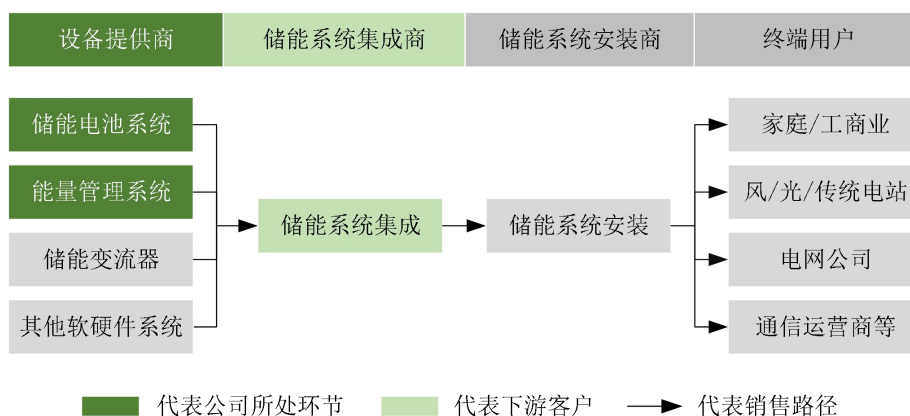 设备提供商
储能系统集成商
储能系统安装商
终端用户
储能电池系统
能量管理系统
储能变流器
其他软硬件系统
储能系统集成
储能系统安装
家庭/工商业
风/光/传统电站
电网公司
通信运营商等
代表公司所处环节
代表下游客户
代表销售路径